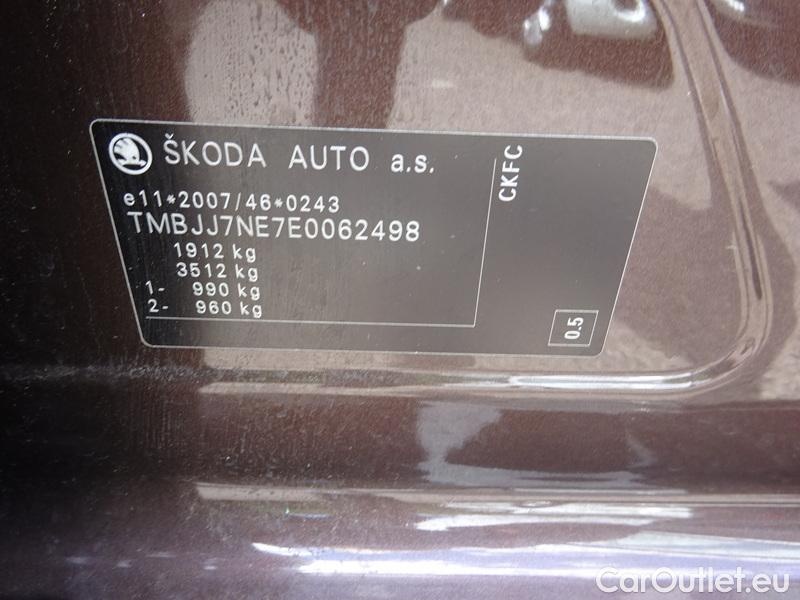 ŠKODA AUTO a.s.
e11*2007/46*0243
TMBJJ7NE7E0062498
1912 kg
3512 kg
1- 990 kg
2- 960 kg
CKFC
0.5
CarOutlet.eu